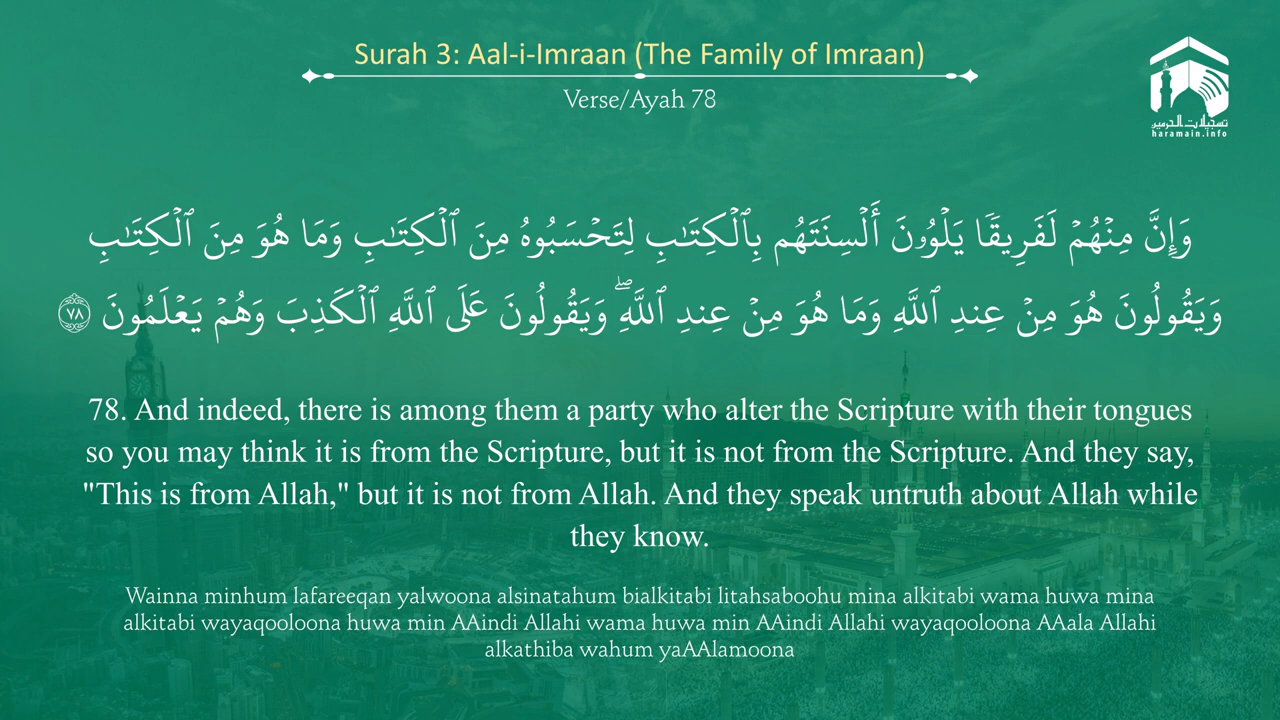 Surah 3: Aal-i-Imraan (The Family of Imraan)
Verse/Ayah 78
تسجيلات الحرمين
haramain.info
وَإِنَّ مِنْهُمْ لَفَرِيقًا يَلْوُۥنَ أَلْسِنَتَهُم بِٱلْكِتَـٰبِ لِتَحْسَبُوهُ مِنَ ٱلْكِتَـٰبِ وَمَا هُوَ مِنَ ٱلْكِتَـٰبِ
وَيَقُولُونَ هُوَ مِنْ عِندِ ٱللَّهِ وَمَا هُوَ مِنْ عِندِ ٱللَّهِۖ وَيَقُولُونَ عَلَى ٱللَّهِ ٱلْكَذِبَ وَهُمْ يَعْلَمُونَ ٧٨
78. And indeed, there is among them a party who alter the Scripture with their tongues
so you may think it is from the Scripture, but it is not from the Scripture. And they say,
"This is from Allah," but it is not from Allah. And they speak untruth about Allah while
they know.
Wainna minhum lafareeqan yalwoona alsinatahum bialkitabi litahsaboohu mina alkitabi wama huwa mina
alkitabi wayaqooloona huwa min AAindi Allahi wama huwa min AAindi Allahi wayaqooloona AAala Allahi
alkathiba wahum yaAAlamoona